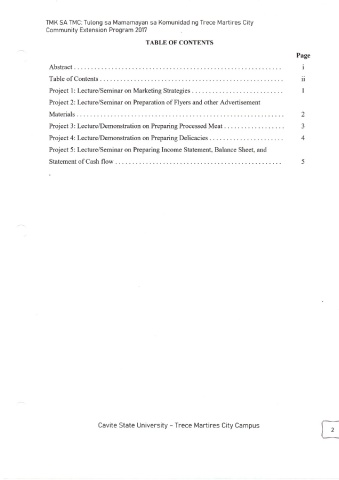 TMK SA TMC: Tulong sa Mamamayan sa Komunidad ng Trece Martires City
Community Extension Program 2017
TABLE OF CONTENTS
Page
Abstract . . . . . . . . . . . . . . . . . . . . . . . . . . . . . . i
Table of Contents . . . . . . . . . . . . . . . . . . . . . . . . . . . . . . ii
Project 1: Lecture/Seminar on Marketing Strategies . . . . . . . . . . . . . . . 1
Project 2: Lecture/Seminar on Preparation of Flyers and other Advertisement
Materials . . . . . . . . . . . . . . . . . . . . . . . . . . . . . . 2
Project 3: Lecture/Demonstration on Preparing Processed Meat . . . . . . . . . . 3
Project 4: Lecture/Demonstration on Preparing Delicacies . . . . . . . . . . . . 4
Project 5: Lecture/Seminar on Preparing Income Statement, Balance Sheet, and
Statement of Cash flow . . . . . . . . . . . . . . . . . . . . . . . . . . . 5
Cavite State University – Trece Martires City Campus
2